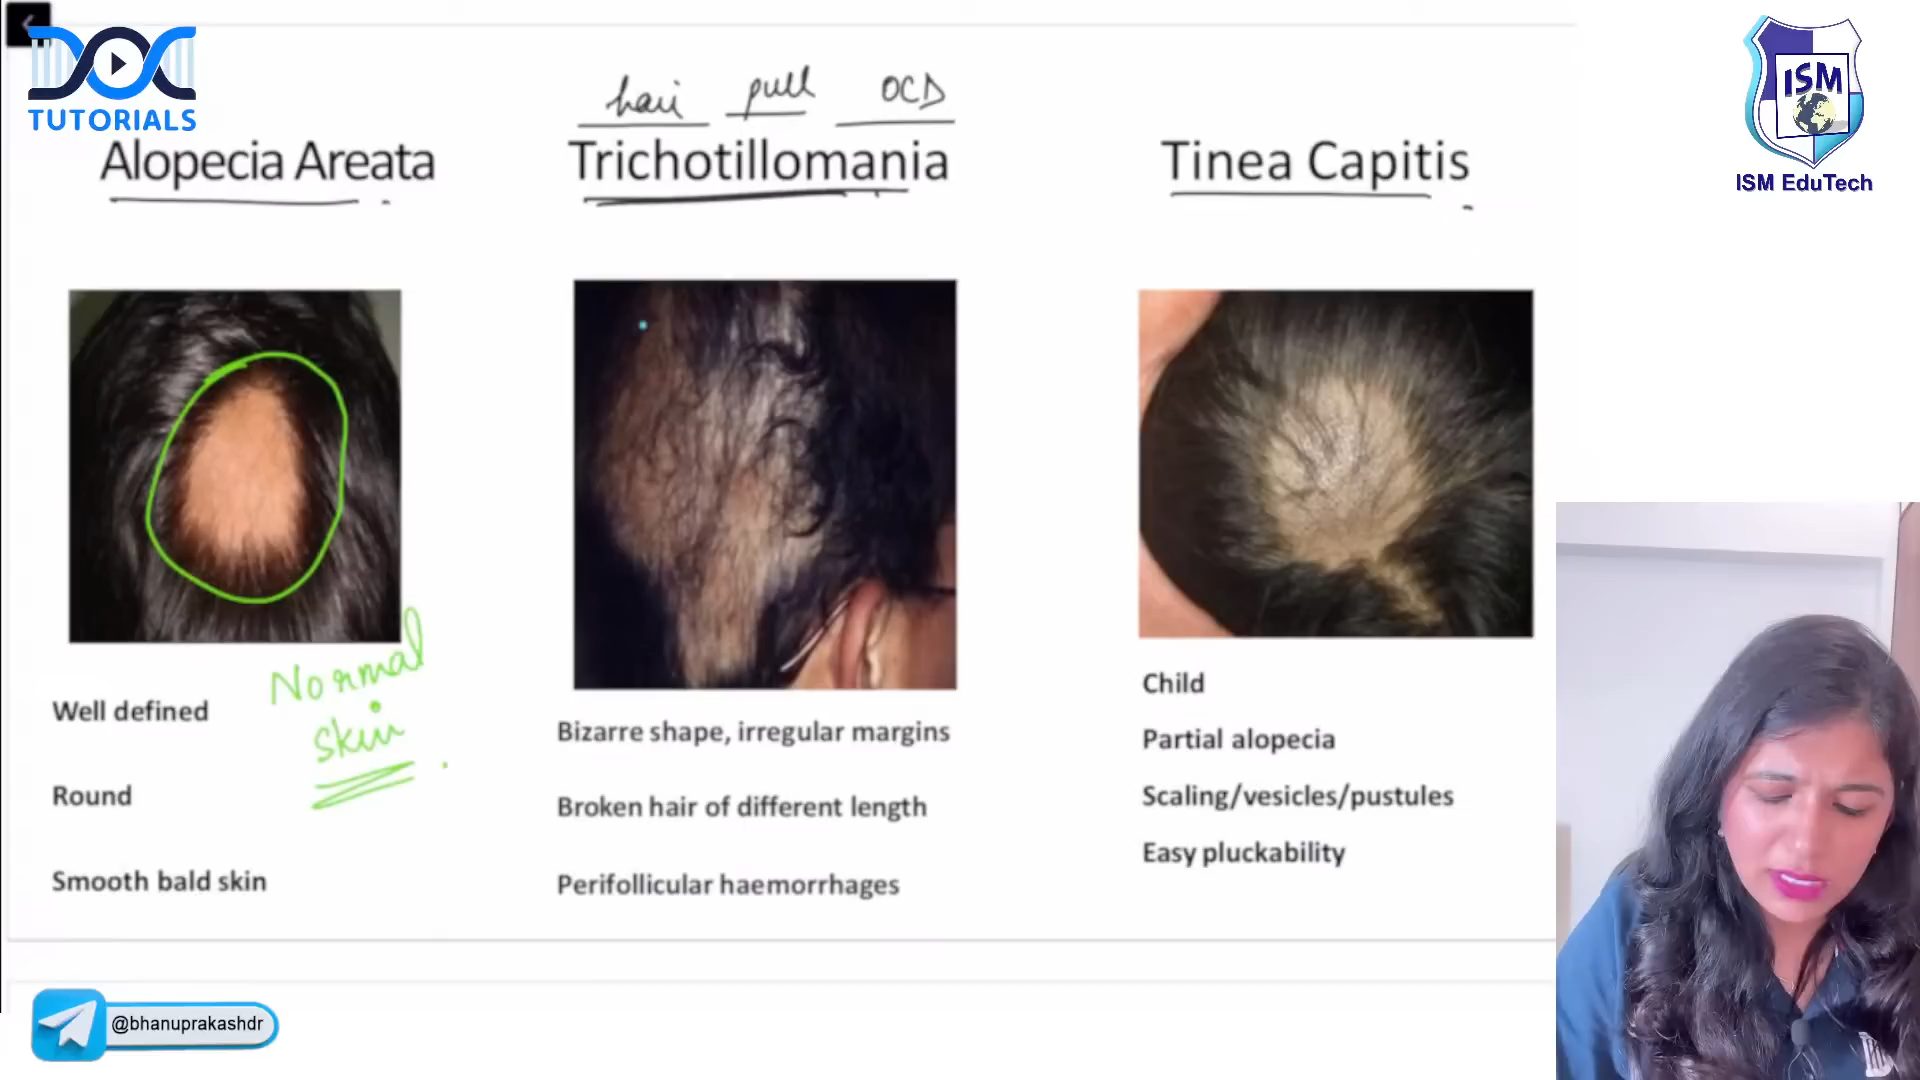 DOC
TUTORIALS
ISM
ISM EduTech
hair pull OCD
Alopecia Areata
Trichotillomania
Tinea Capitis
Normal
skin
Well defined
Round
Smooth bald skin
Bizarre shape, irregular margins
Broken hair of different length
Perifollicular haemorrhages
Child
Partial alopecia
Scaling/vesicles/pustules
Easy pluckability
@bhanuprakashdr